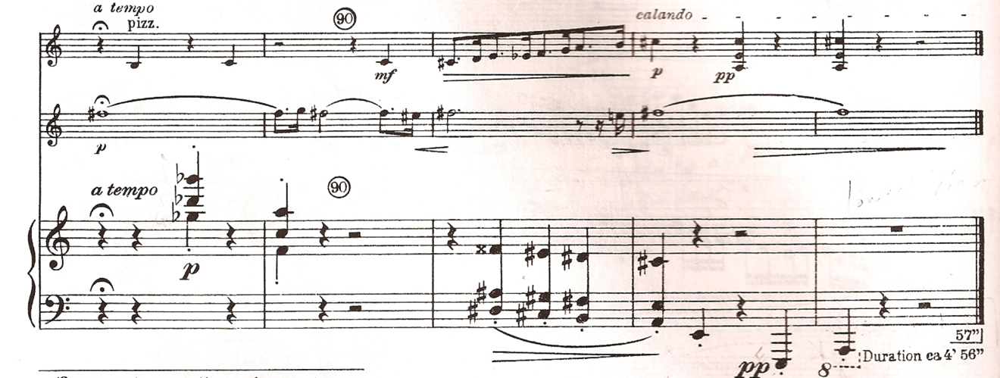 a tempo
pizz.
90
calando
mf
p
pp
p
a tempo
90
p
57”
pp
8
Duration ca 4' 56”